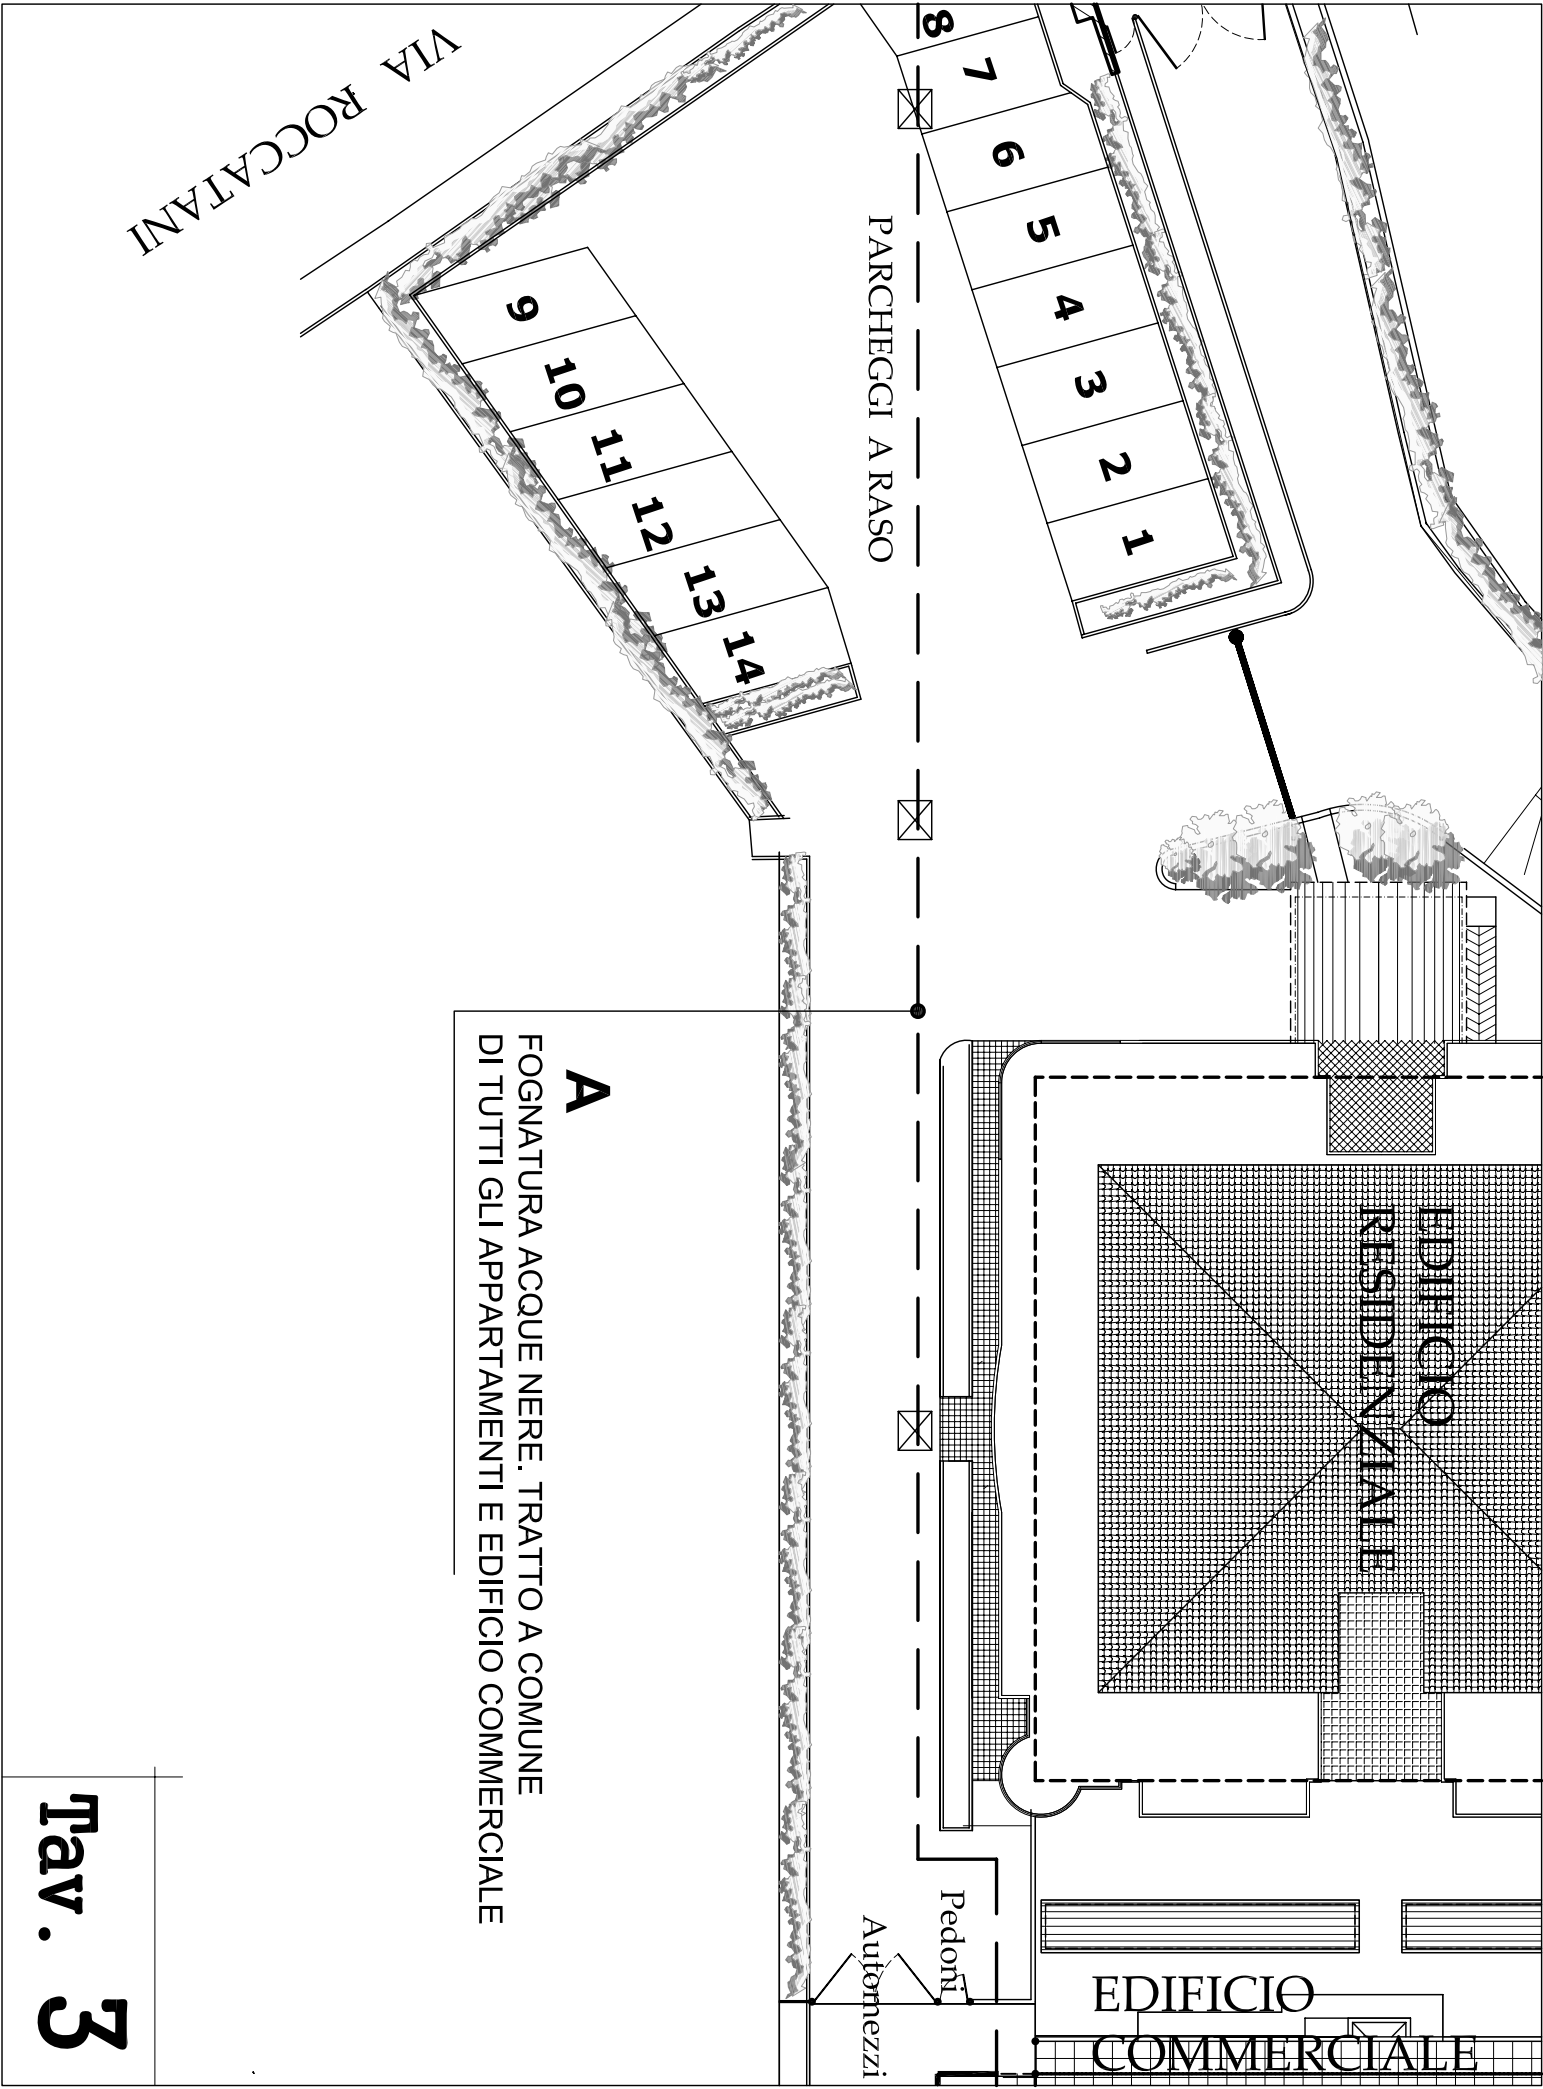 VIA ROCCATANI
8
7
6
5
4
3
2
1
PARCHEGGI A RASO
9
10
11
12
13
14
A
FOGNATURA ACQUE NERE. TRATTO A COMUNE
DI TUTTI GLI APPARTAMENTI E EDIFICIO COMMERCIALE
EDIFICIO
RESIDENZIALE
Pedoni
Automezzi
EDIFICIO
COMMERCIALE
Tav. 3